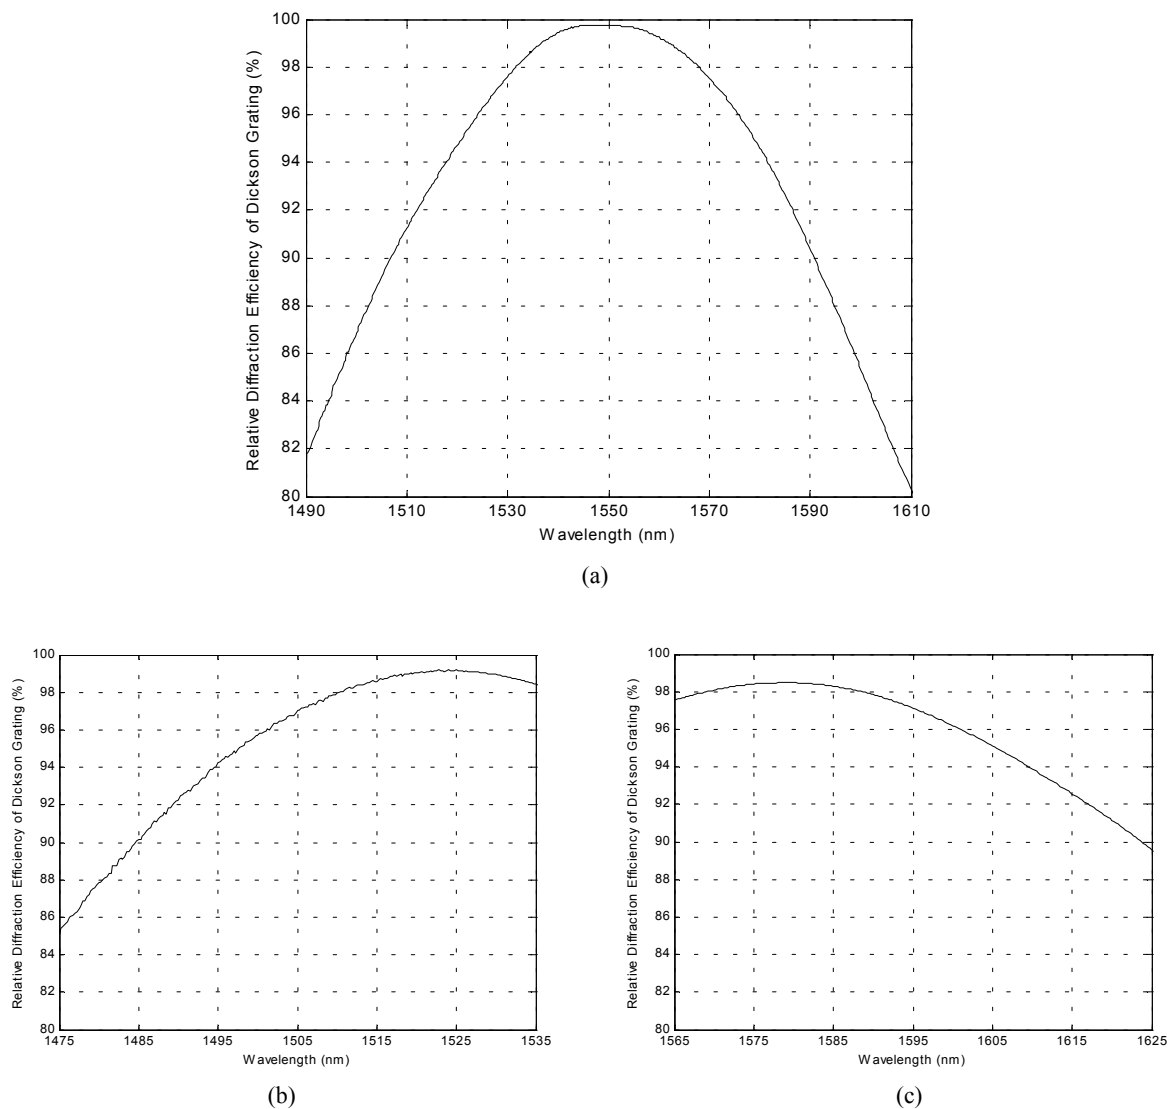 Relative Diffraction Efficiency of Dickson Grating (%)
100
98
96
94
92
90
88
86
84
82
80
1490 1510 1530 1550 1570 1590 1610
Wavelength (nm)
(a)
Relative Diffraction Efficiency of Dickson Grating (%)
100
98
96
94
92
90
88
86
84
82
80
1475 1485 1495 1505 1515 1525 1535
Wavelength (nm)
(b)
Relative Diffraction Efficiency of Dickson Grating (%)
100
98
96
94
92
90
88
86
84
82
80
1565 1575 1585 1595 1605 1615 1625
Wavelength (nm)
(c)